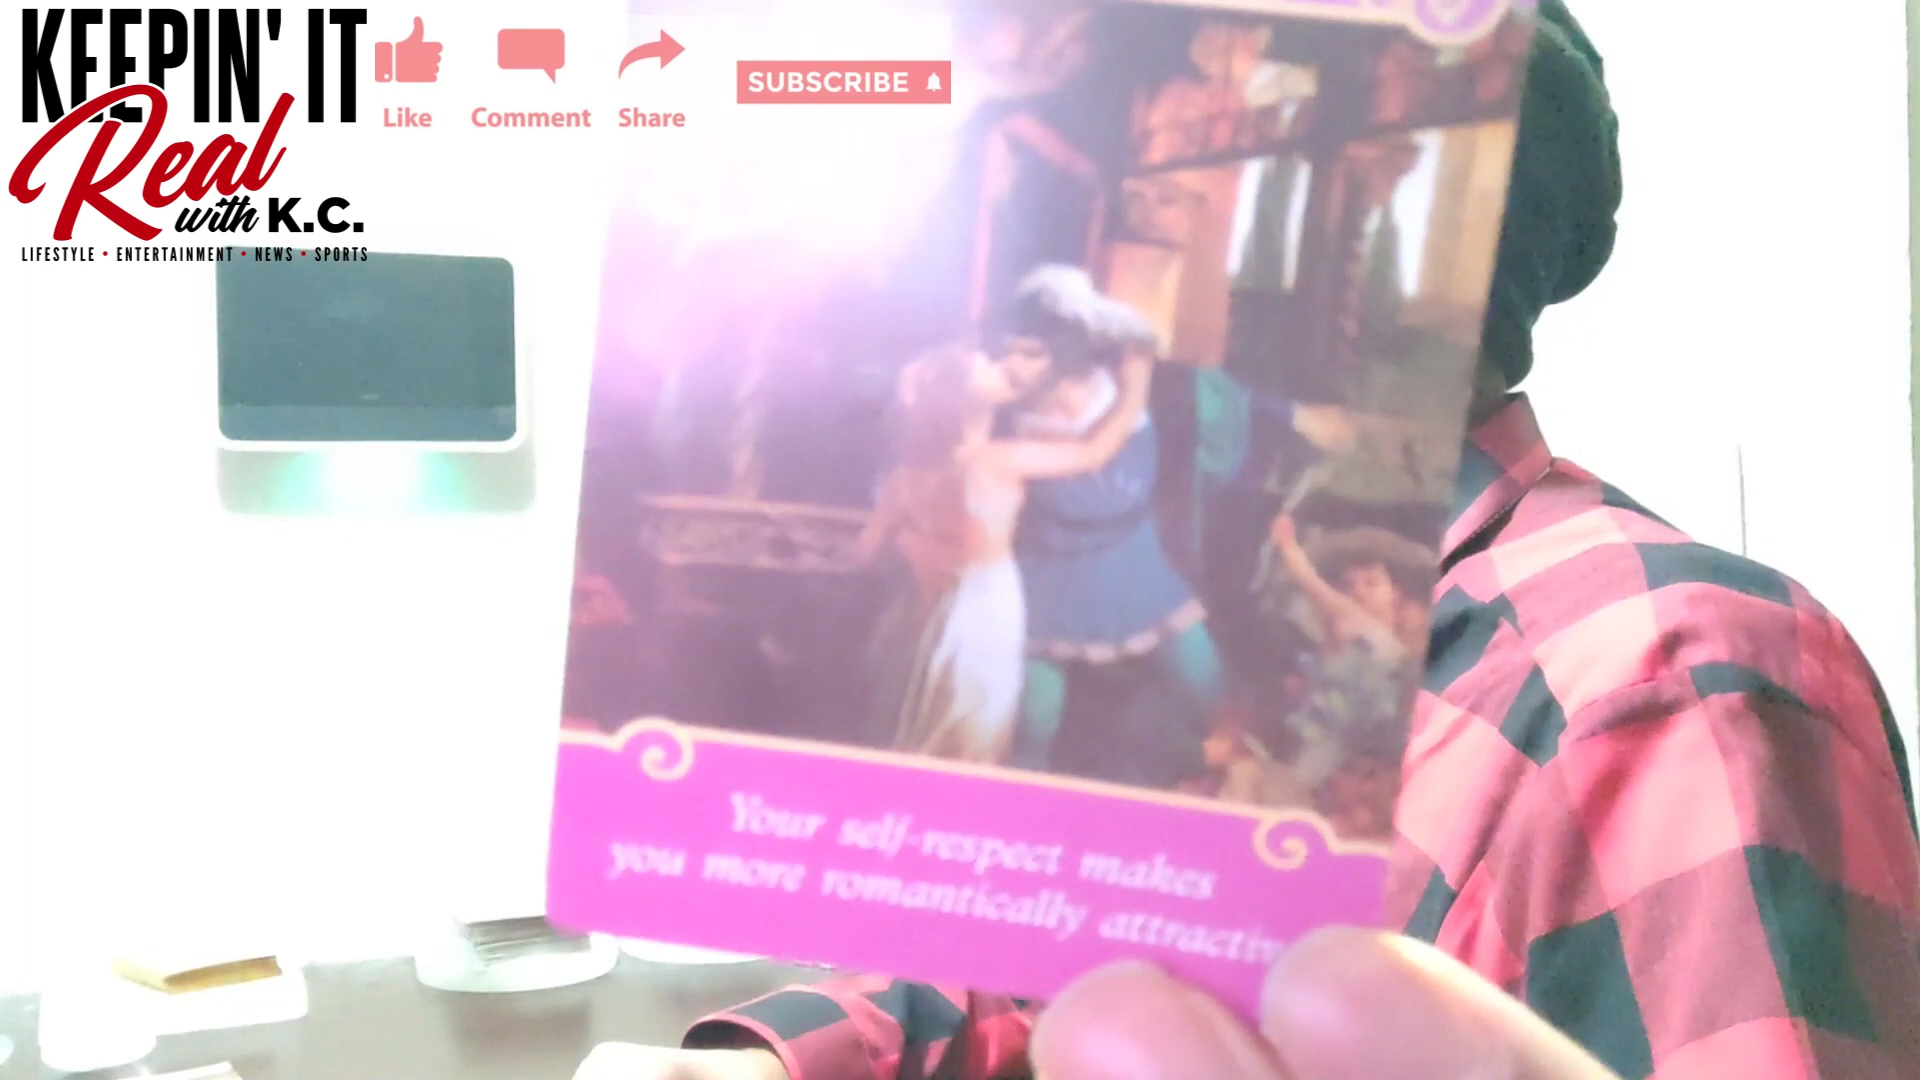 KEEPIN' IT
Real
with K.C.
LIFESTYLE • ENTERTAINMENT • NEWS • SPORTS
Like
Comment
Share
SUBSCRIBE
Your self-respect makes
you more romantically